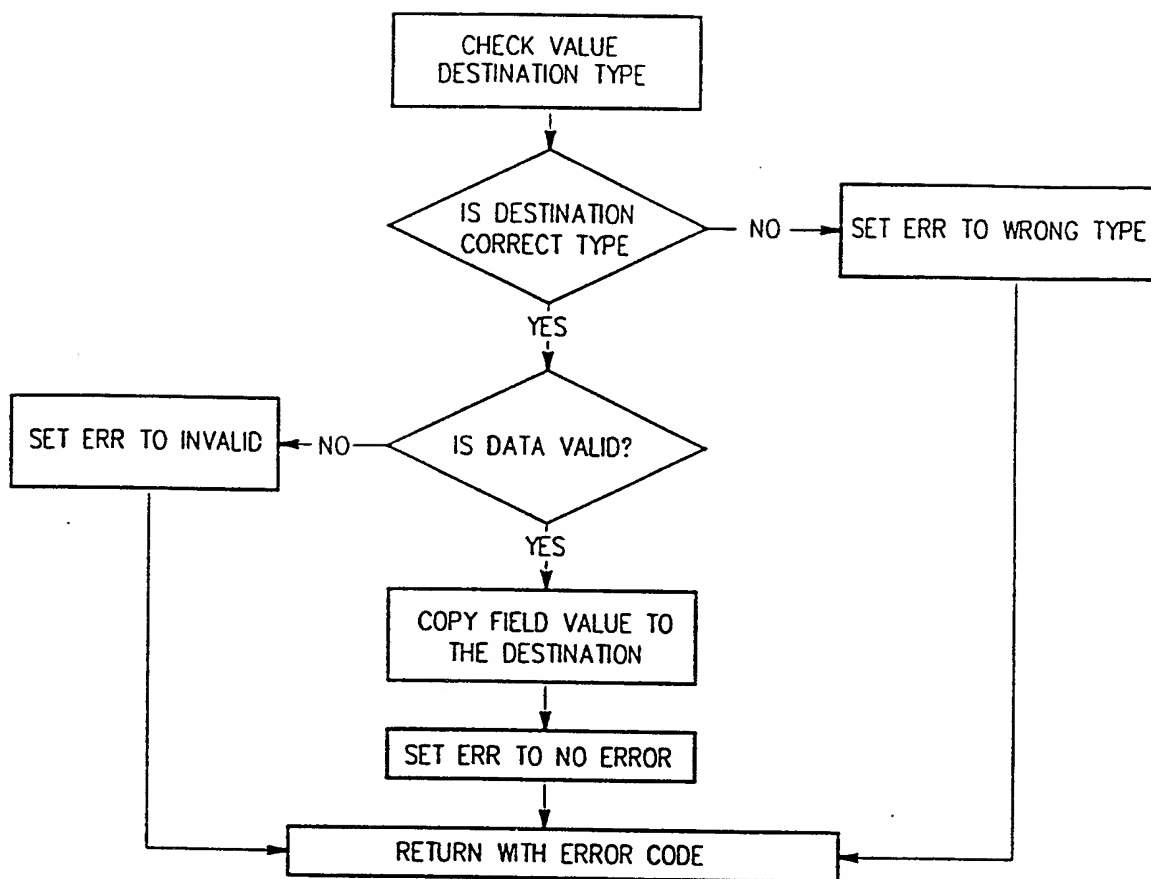 CHECK VALUE
DESTINATION TYPE
IS DESTINATION
CORRECT TYPE
NO
SET ERR TO WRONG TYPE
YES
SET ERR TO INVALID
NO
IS DATA VALID?
YES
COPY FIELD VALUE TO
THE DESTINATION
SET ERR TO NO ERROR
RETURN WITH ERROR CODE